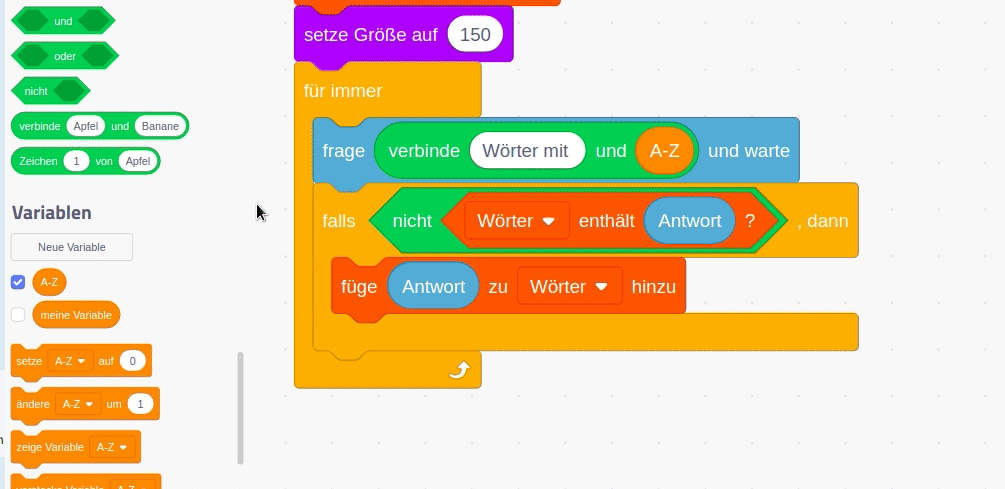 und
oder
nicht
verbinde Apfel und Banane
Zeichen 1 von Apfel
Variablen
Neue Variable
A-Z
meine Variable
setze A-Z auf 0
ändere A-Z um 1
zeige Variable A-Z
setze Größe auf 150
für immer
frage verbinde Wörter mit und A-Z und warte
falls nicht Wörter enthält Antwort ? , dann
füge Antwort zu Wörter hinzu